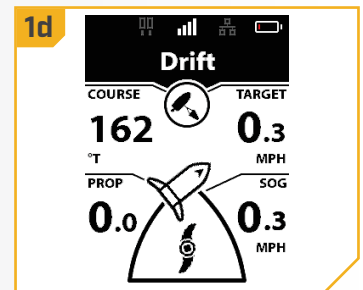 1d
Drift
COURSE TARGET
162 0.3
°T MPH
PROP SOG
0.0 0.3
MPH